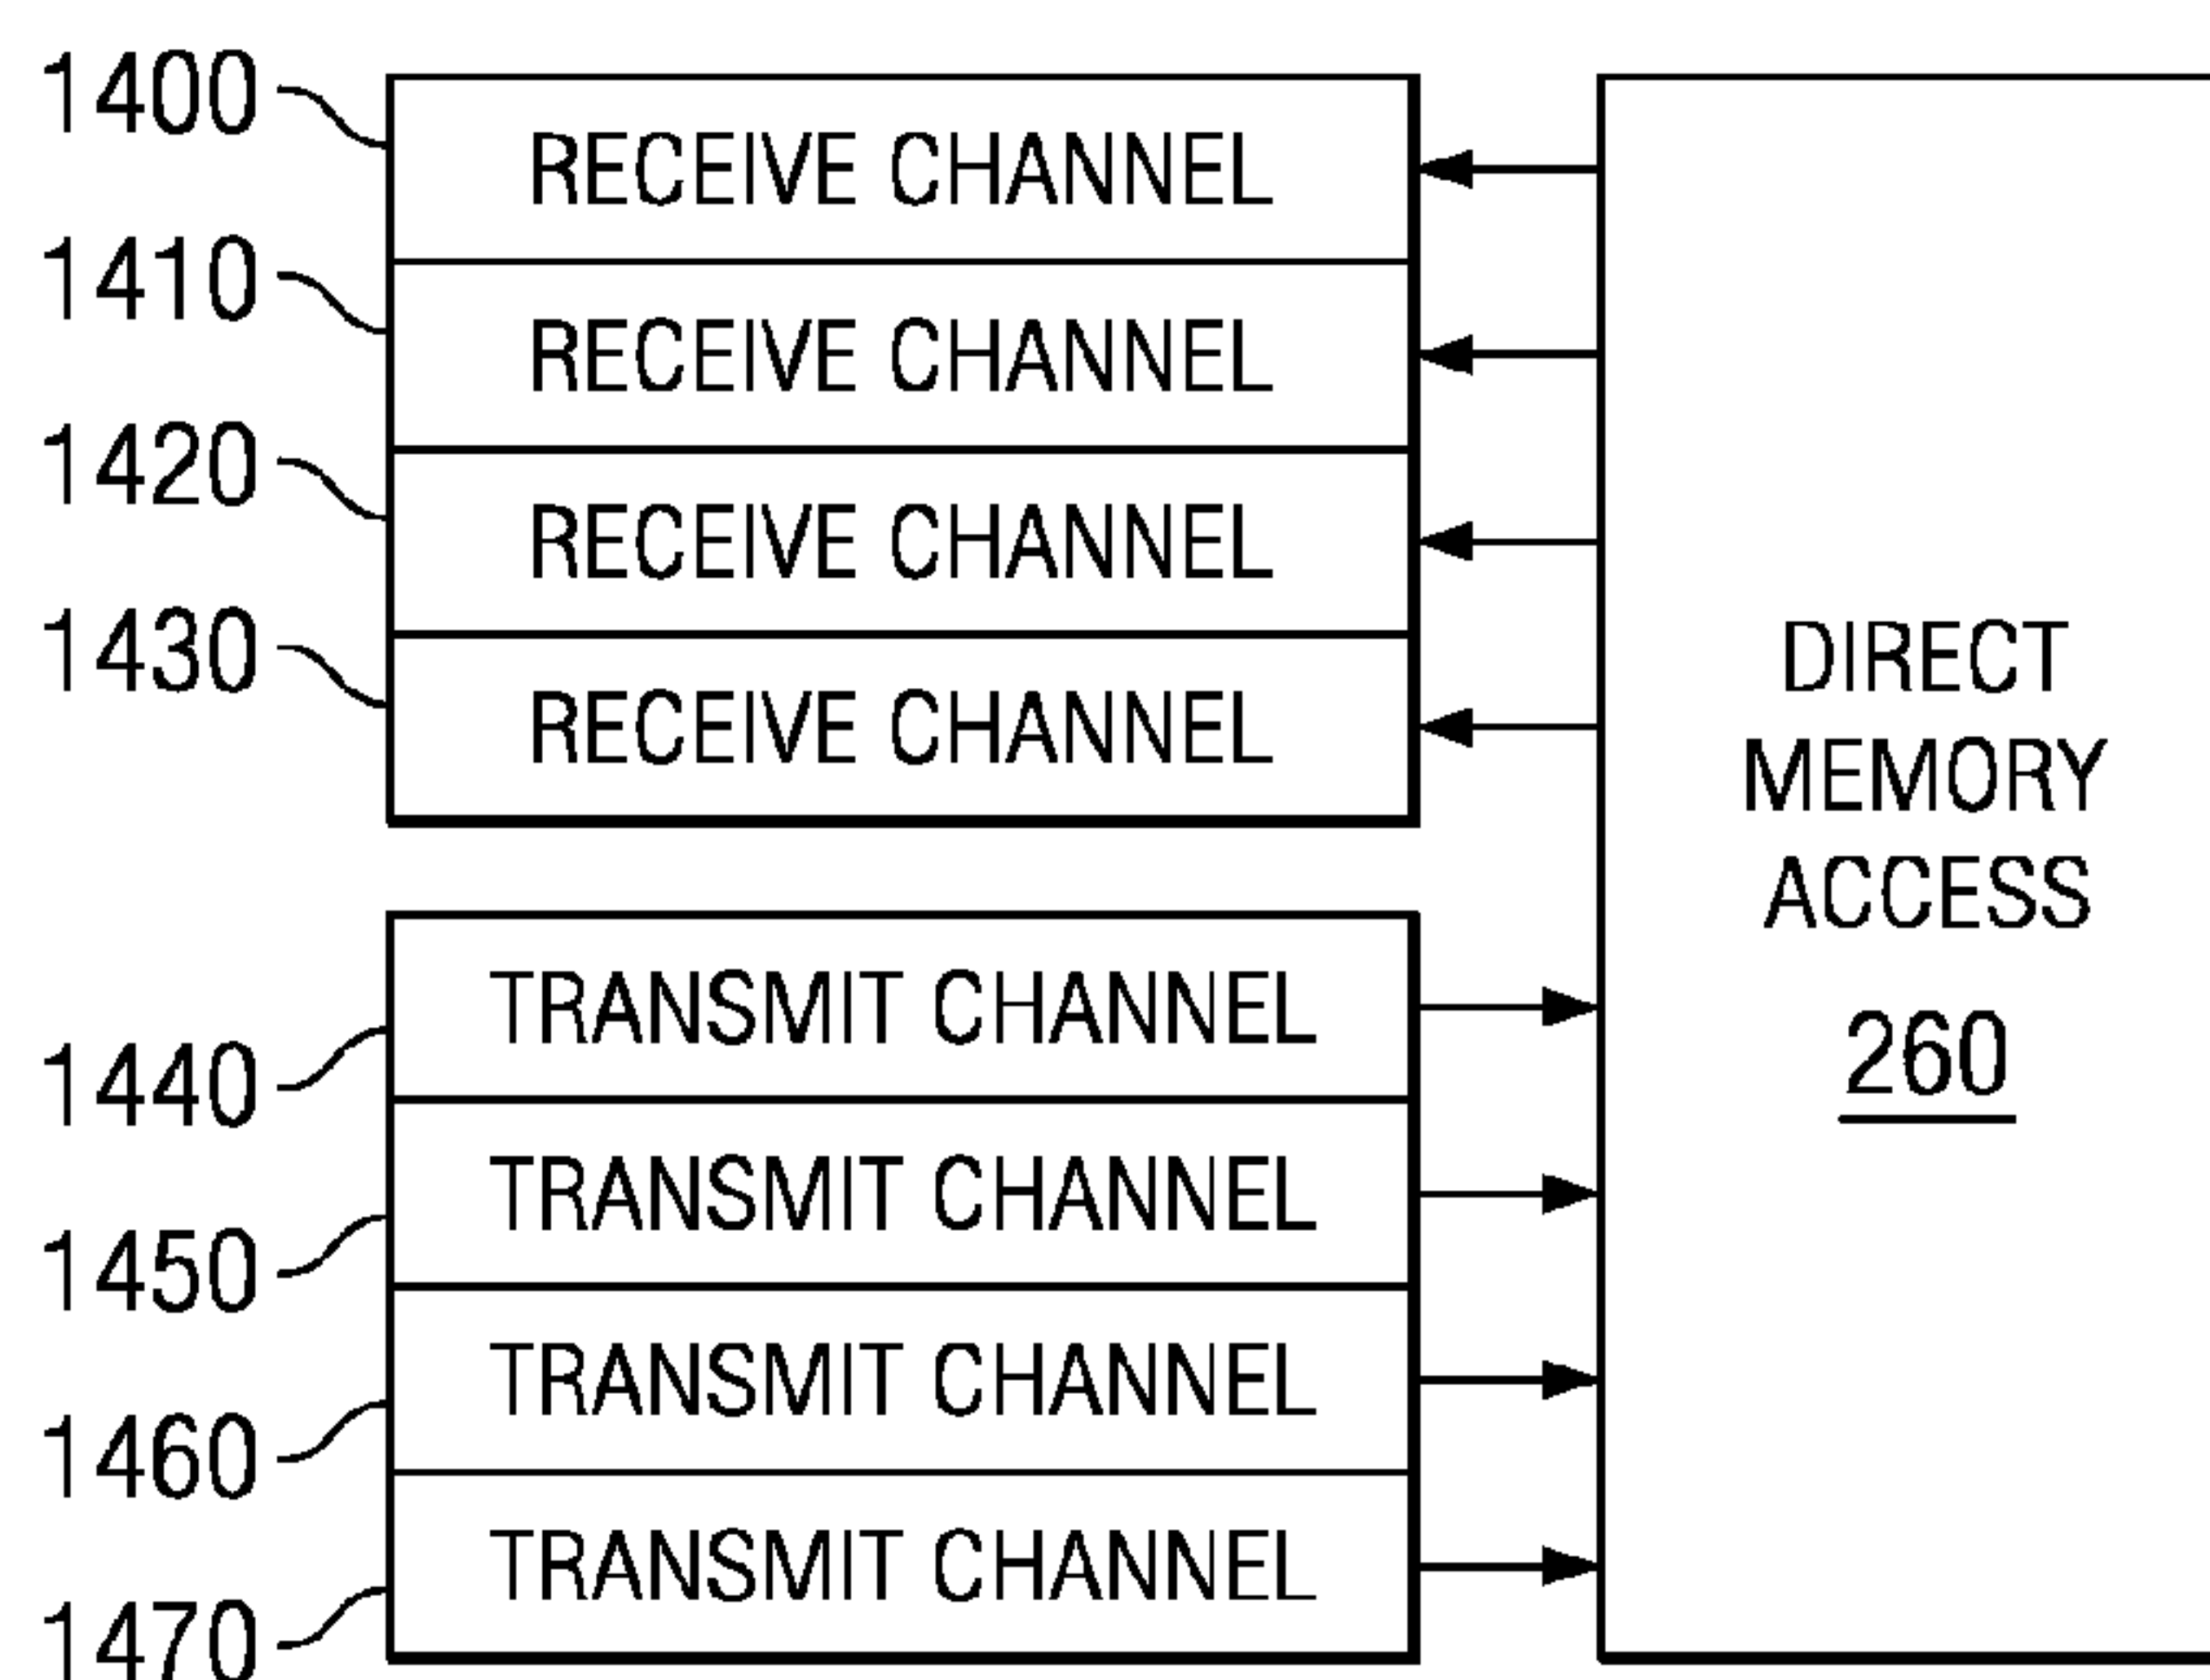 1400
RECEIVE CHANNEL
1410
RECEIVE CHANNEL
1420
RECEIVE CHANNEL
1430
RECEIVE CHANNEL
DIRECT
MEMORY
ACCESS
260
TRANSMIT CHANNEL
1440
TRANSMIT CHANNEL
1450
TRANSMIT CHANNEL
1460
TRANSMIT CHANNEL
1470